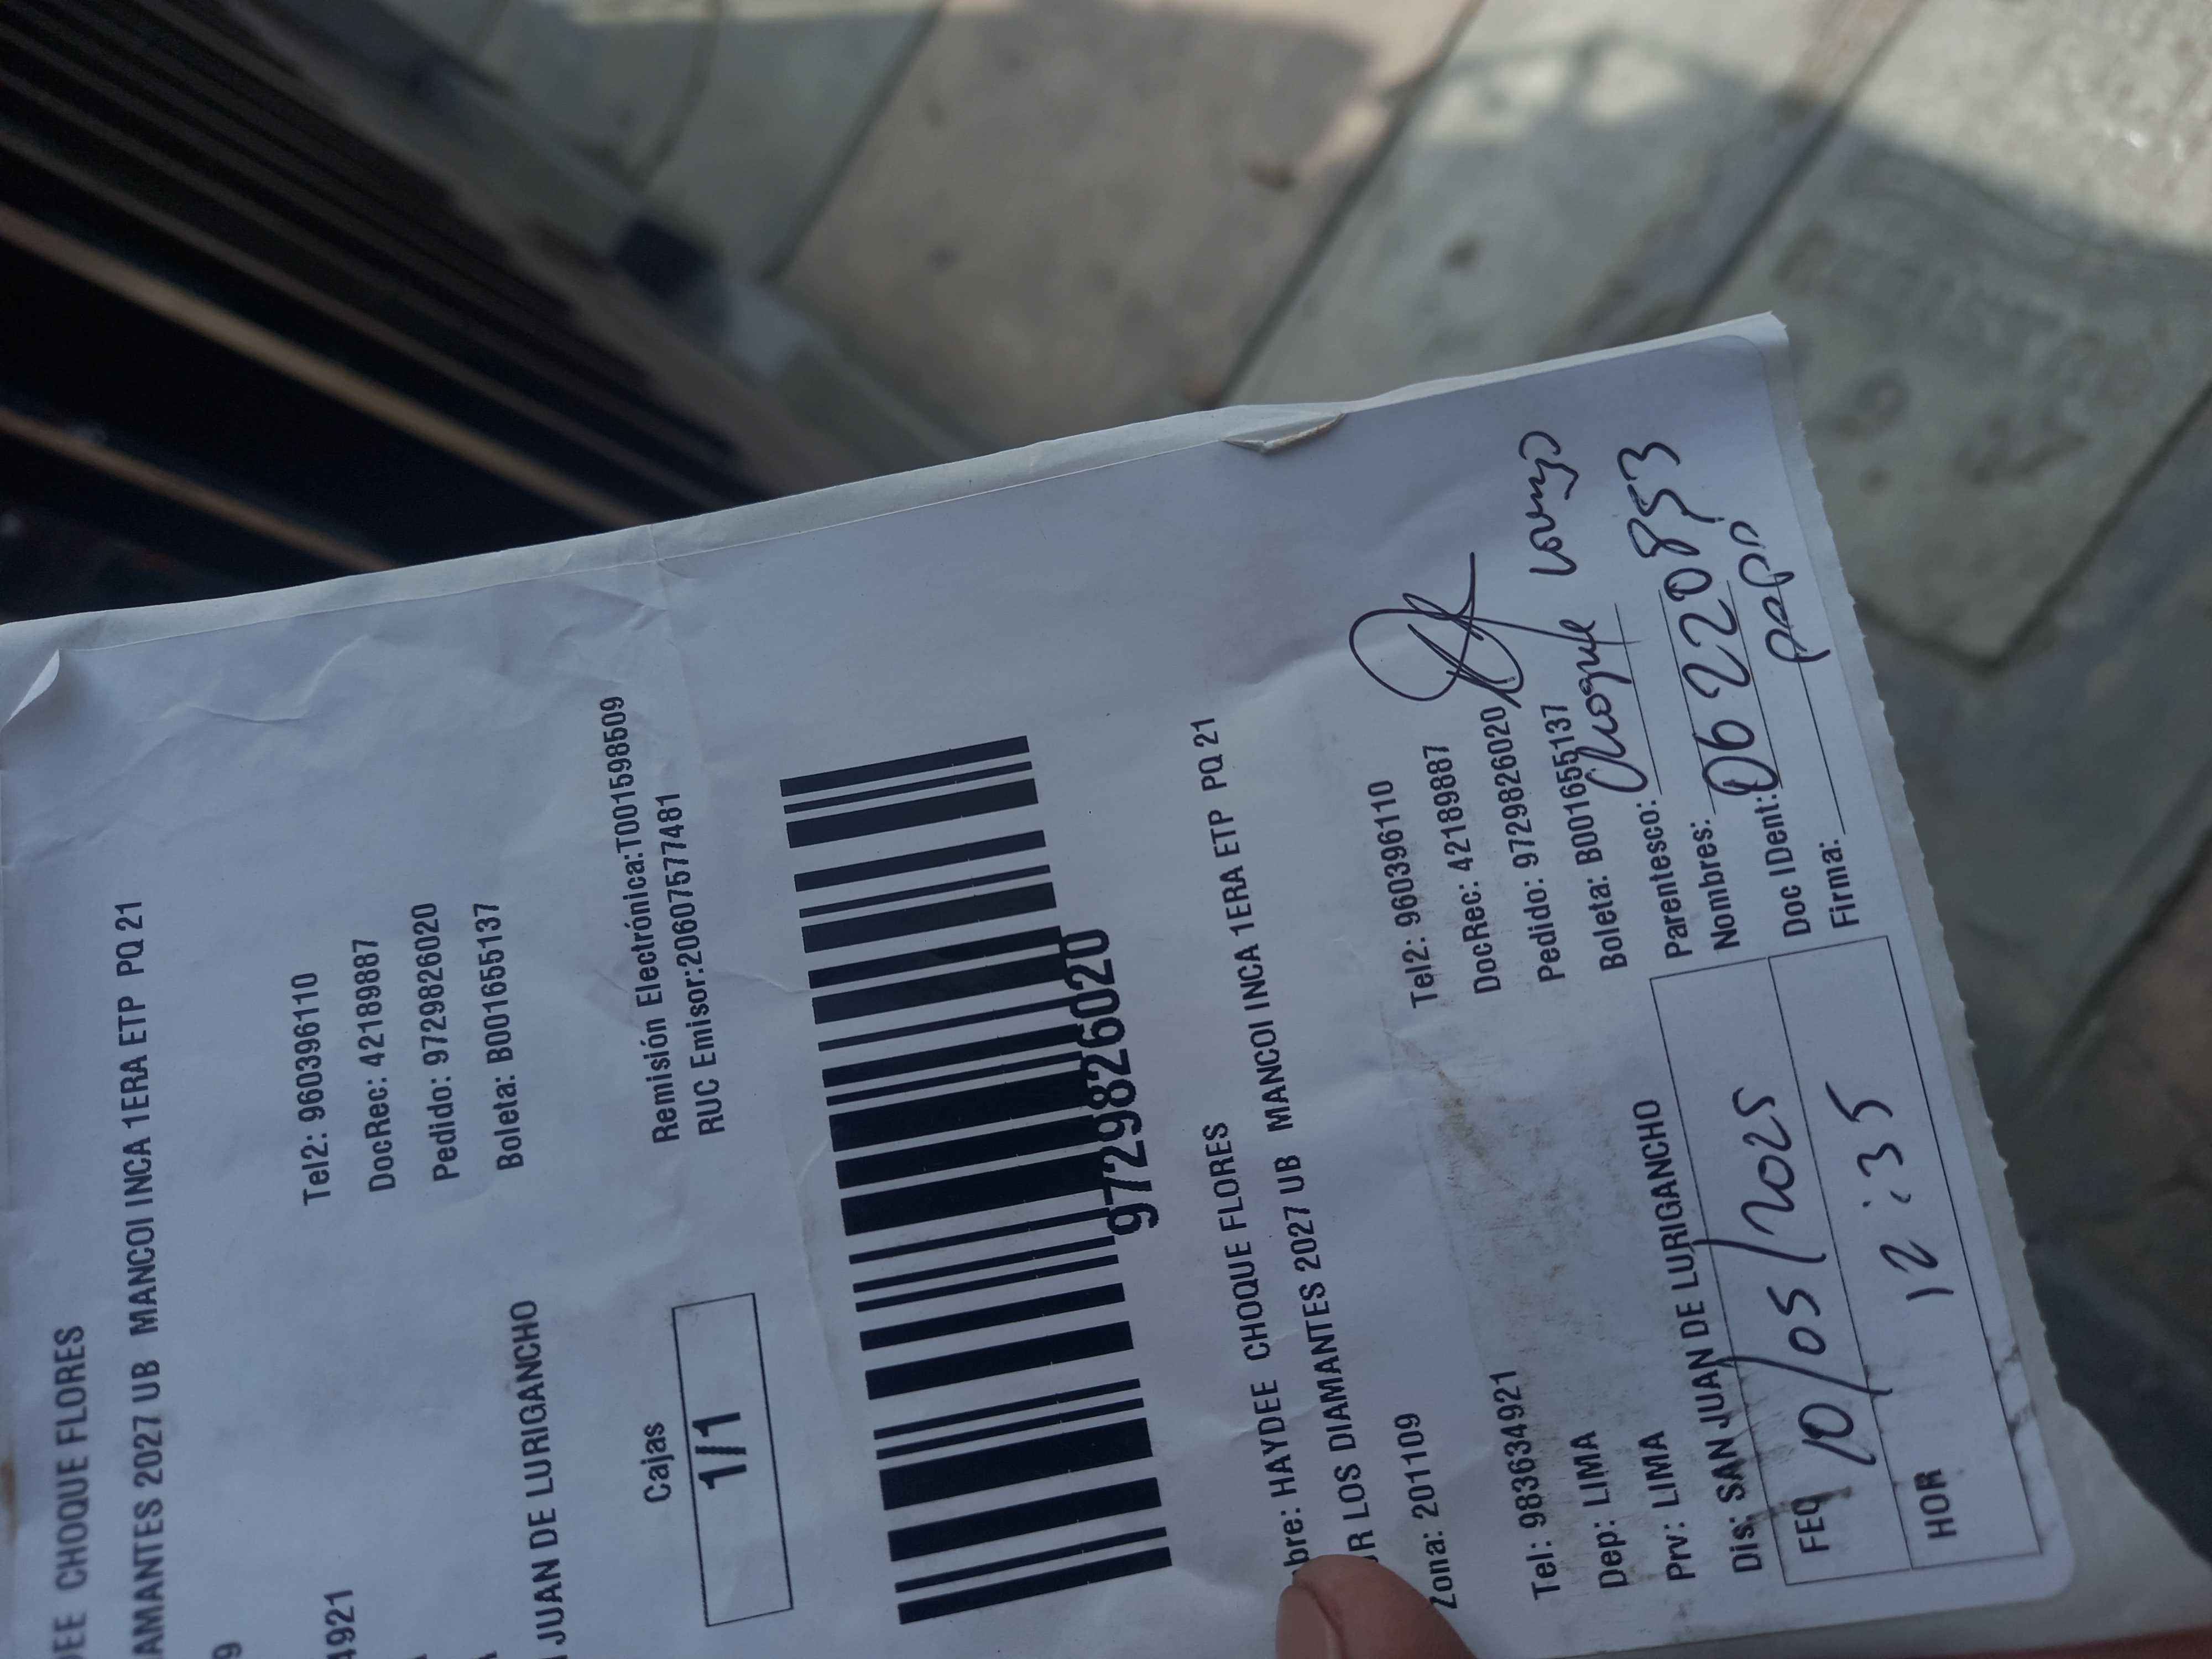 DEE CHOQUE FLORES
AMANTES 2027 UB MANCOI INCA 1ERA ETP PQ 21
9
4921
Tel2: 960396110
DocRec: 42189887
Pedido: 9729826020
JUAN DE LURIGANCHO
Boleta: B001655137
Cajas
1/1
Remisión Electrónica:T001598509
RUC Emisor:20607577481
9729826020
bre: HAYDEE CHOQUE FLORES
R LOS DIAMANTES 2027 UB MANCOI INCA 1ERA ETP PQ 21
Zona: 201109
Tel: 983634921
Tel2: 960396110
Dep: LIMA
DocRec: 42189887
Prv: LIMA
Pedido: 9729826020
Dis: SAN JUAN DE LURIGANCHO
Boleta: B001655137
Parentesco: Choque
Nombres: 06220853
Doc IDent: papa
Firma:
FEQ 10/05/2025
HOR 12:35